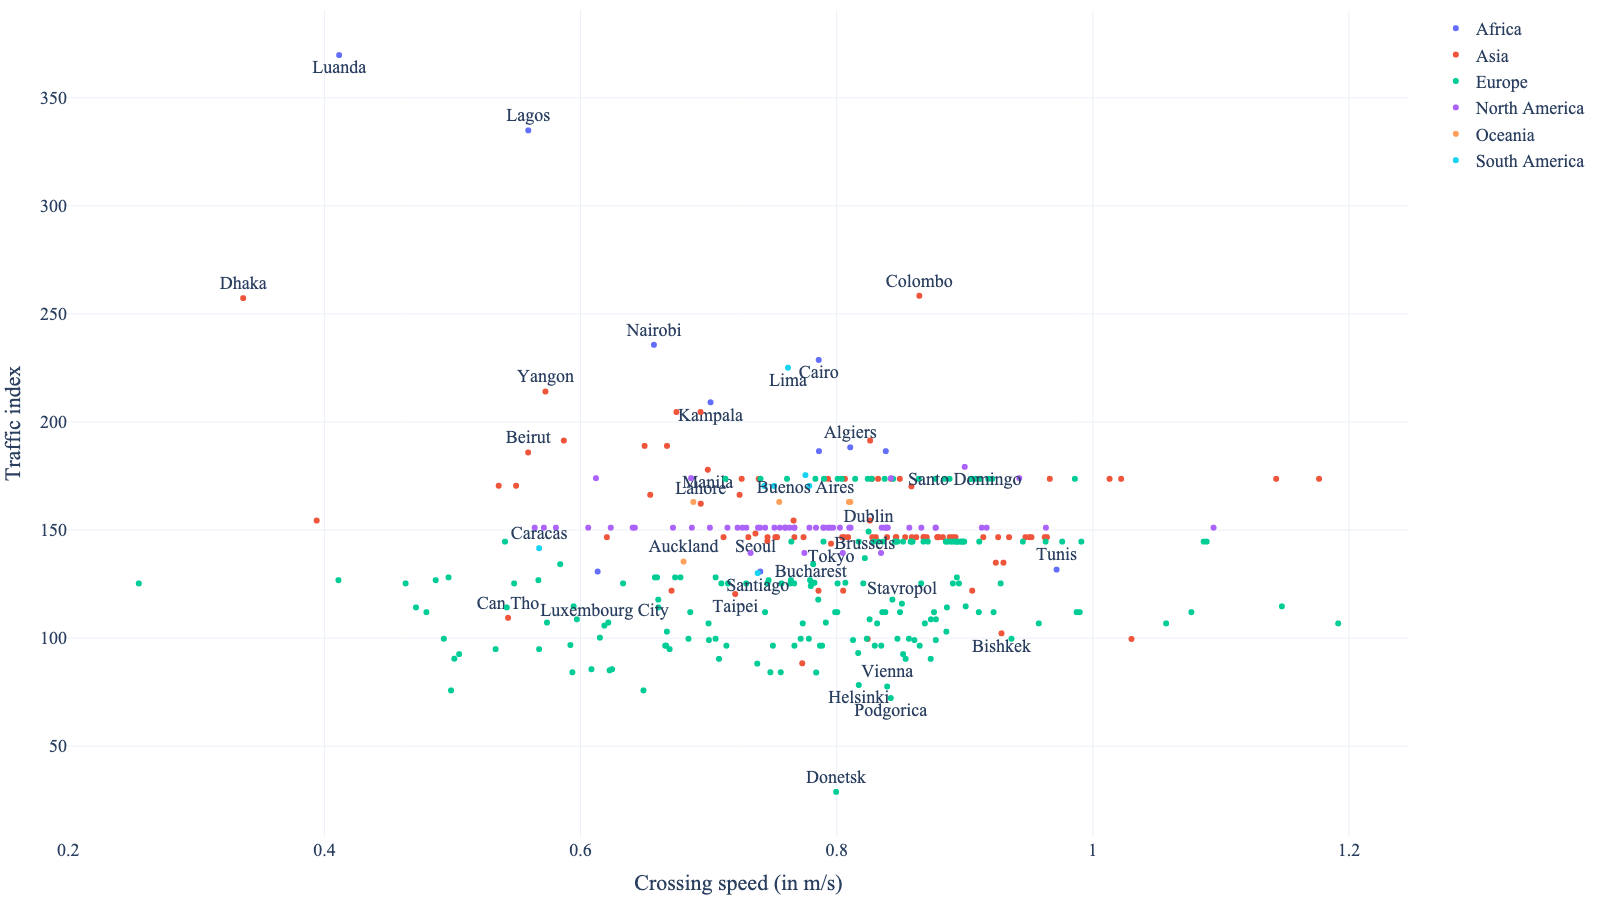 Africa
Asia
Europe
North America
Oceania
South America
Traffic index
350
300
250
200
150
100
50
Luanda
Lagos
Dhaka
Colombo
Nairobi
Cairo
Lima
Yangon
Kampala
Algiers
Beirut
Santo Domingo
Manila
Lahore
Buenos Aires
Dublin
Caracas
Auckland
Seoul
Brussels
Tokyo
Tunis
Bucharest
Santiago
Stavropol
Can Tho
Luxembourg City
Taipei
Bishkek
Vienna
Helsinki
Podgorica
Donetsk
0.2
0.4
0.6
0.8
1
1.2
Crossing speed (in m/s)